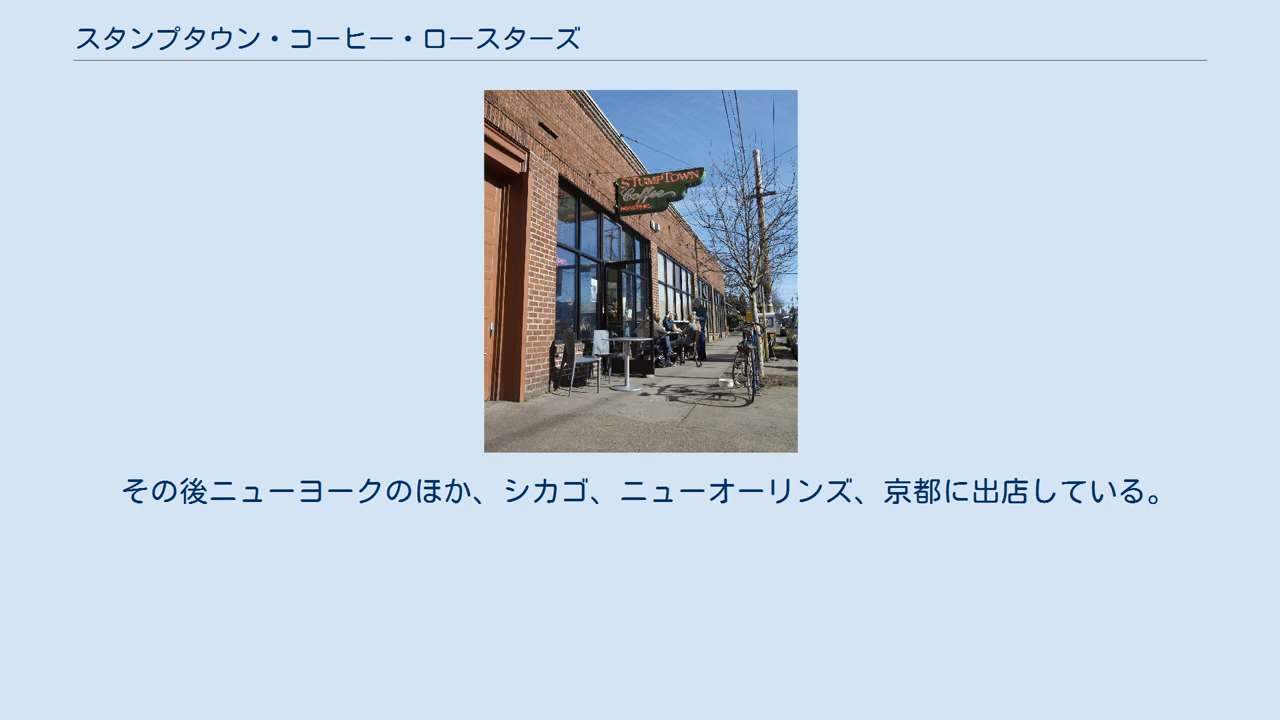 スタンプタウン・コーヒー・ロースターズ
STUMPTOWN
Coffee
その後ニューヨークのほか、シカゴ、ニューオーリンズ、京都に出店している。